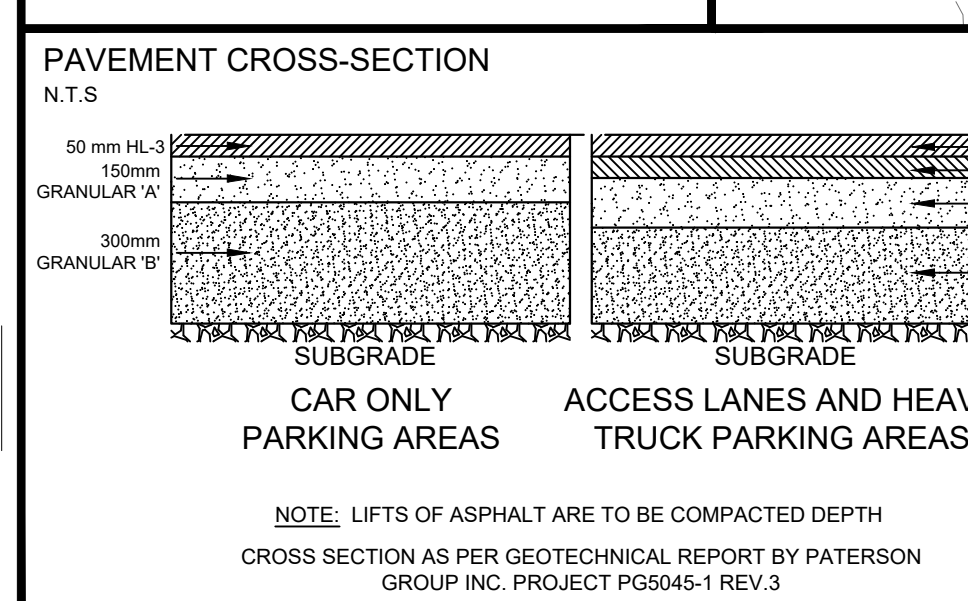 PAVEMENT CROSS-SECTION
N.T.S
50 mm HL-3
150mm
GRANULAR 'A'
300mm
GRANULAR 'B'
SUBGRADE
CAR ONLY
PARKING AREAS
SUBGRADE
ACCESS LANES AND
TRUCK PARKING AREAS
NOTE: LIFTS OF ASPHALT ARE TO BE COMPACTED DEPTH
CROSS SECTION AS PER GEOTECHNICAL REPORT BY PATERSON
GROUP INC. PROJECT PG5045-1 REV.3